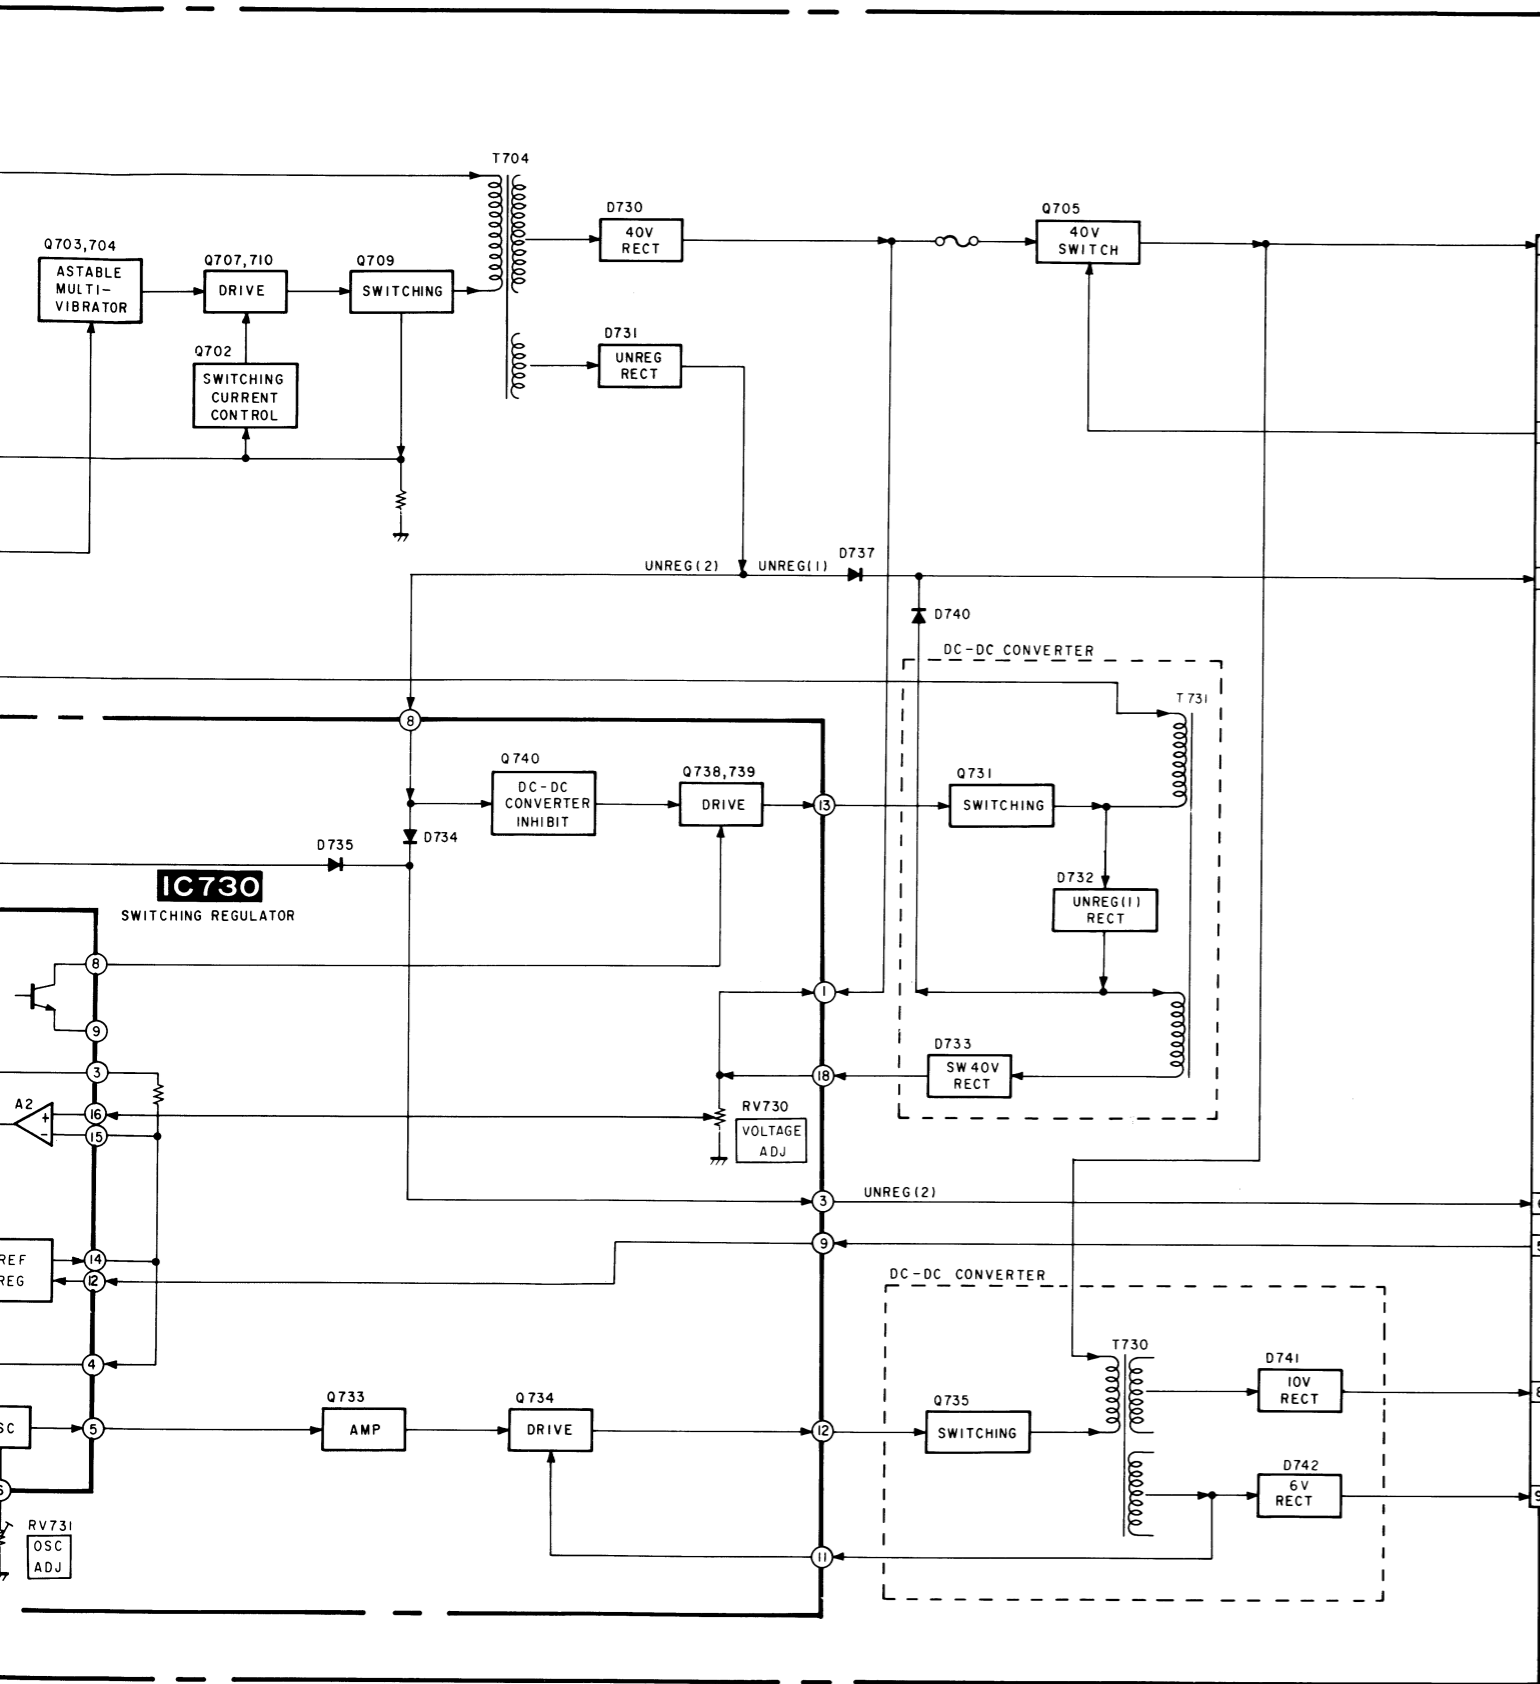 T704
D730
40V
RECT
Q705
40V
SWITCH
Q703,704
ASTABLE
MULTI-
VIBRATOR
Q707,710
DRIVE
Q709
SWITCHING
D731
UNREG
RECT
Q702
SWITCHING
CURRENT
CONTROL
UNREG(2)
UNREG(1)
D737
D740
DC-DC CONVERTER
T731
8
Q740
DC-DC
CONVERTER
INHIBIT
Q738,739
DRIVE
13
Q731
SWITCHING
D734
D735
IC730
SWITCHING REGULATOR
D732
UNREG(1)
RECT
8
9
1
3
D733
SW40V
RECT
18
A2
+
-
16
15
RV730
VOLTAGE
ADJ
3
UNREG(2)
9
REF
REG
14
12
DC-DC CONVERTER
4
T730
D741
10V
RECT
8
Q733
AMP
Q734
DRIVE
Q735
SWITCHING
SC
5
12
D742
6V
RECT
9
RV731
OSC
ADJ
11